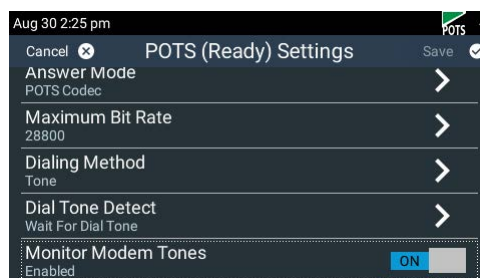 Aug 30 2:25 pm
POTS
Cancel POTS (Ready) Settings Save
Answer Mode
POTS Codec
Maximum Bit Rate
28800
Dialing Method
Tone
Dial Tone Detect
Wait For Dial Tone
Monitor Modem Tones
Enabled
ON